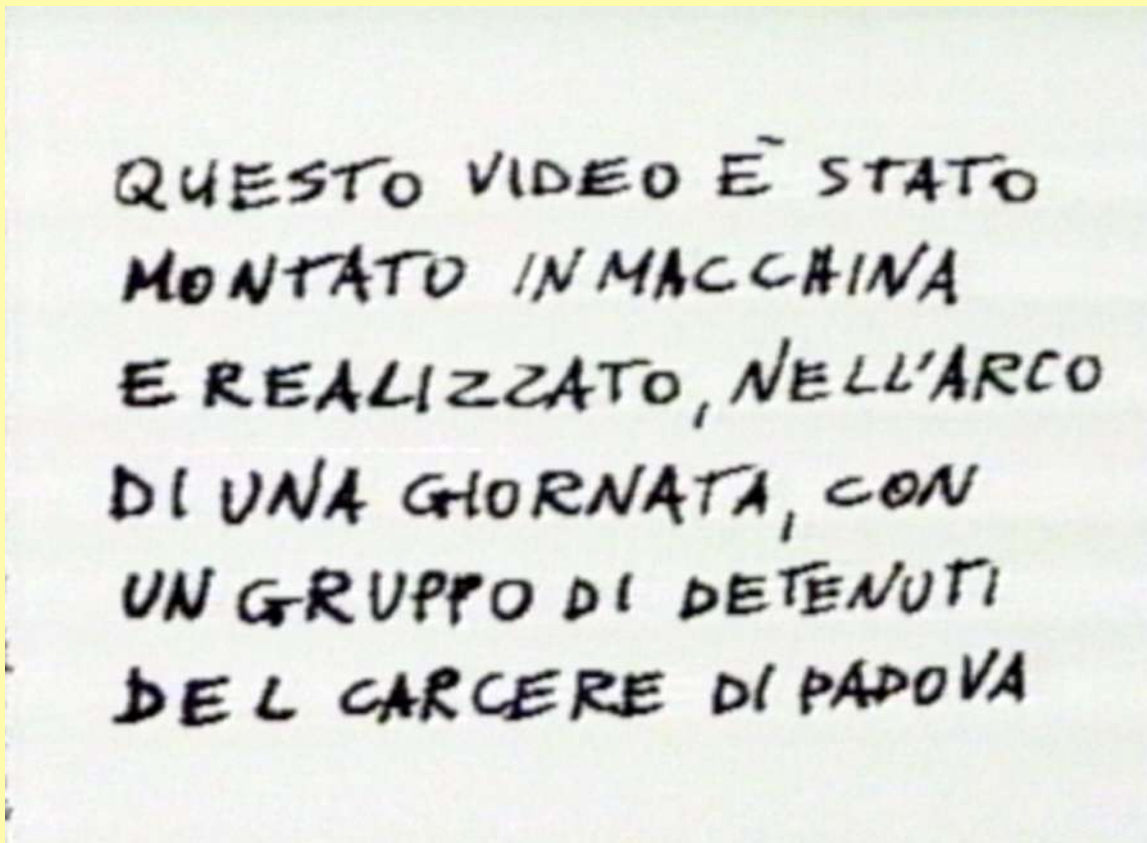 QUESTO VIDEO È STATO
MONTATO IN MACCHINA
E REALIZZATO, NELL'ARCO
DI UNA GIORNATA, CON
UN GRUPPO DI DETENUTI
DEL CARCERE DI PADOVA